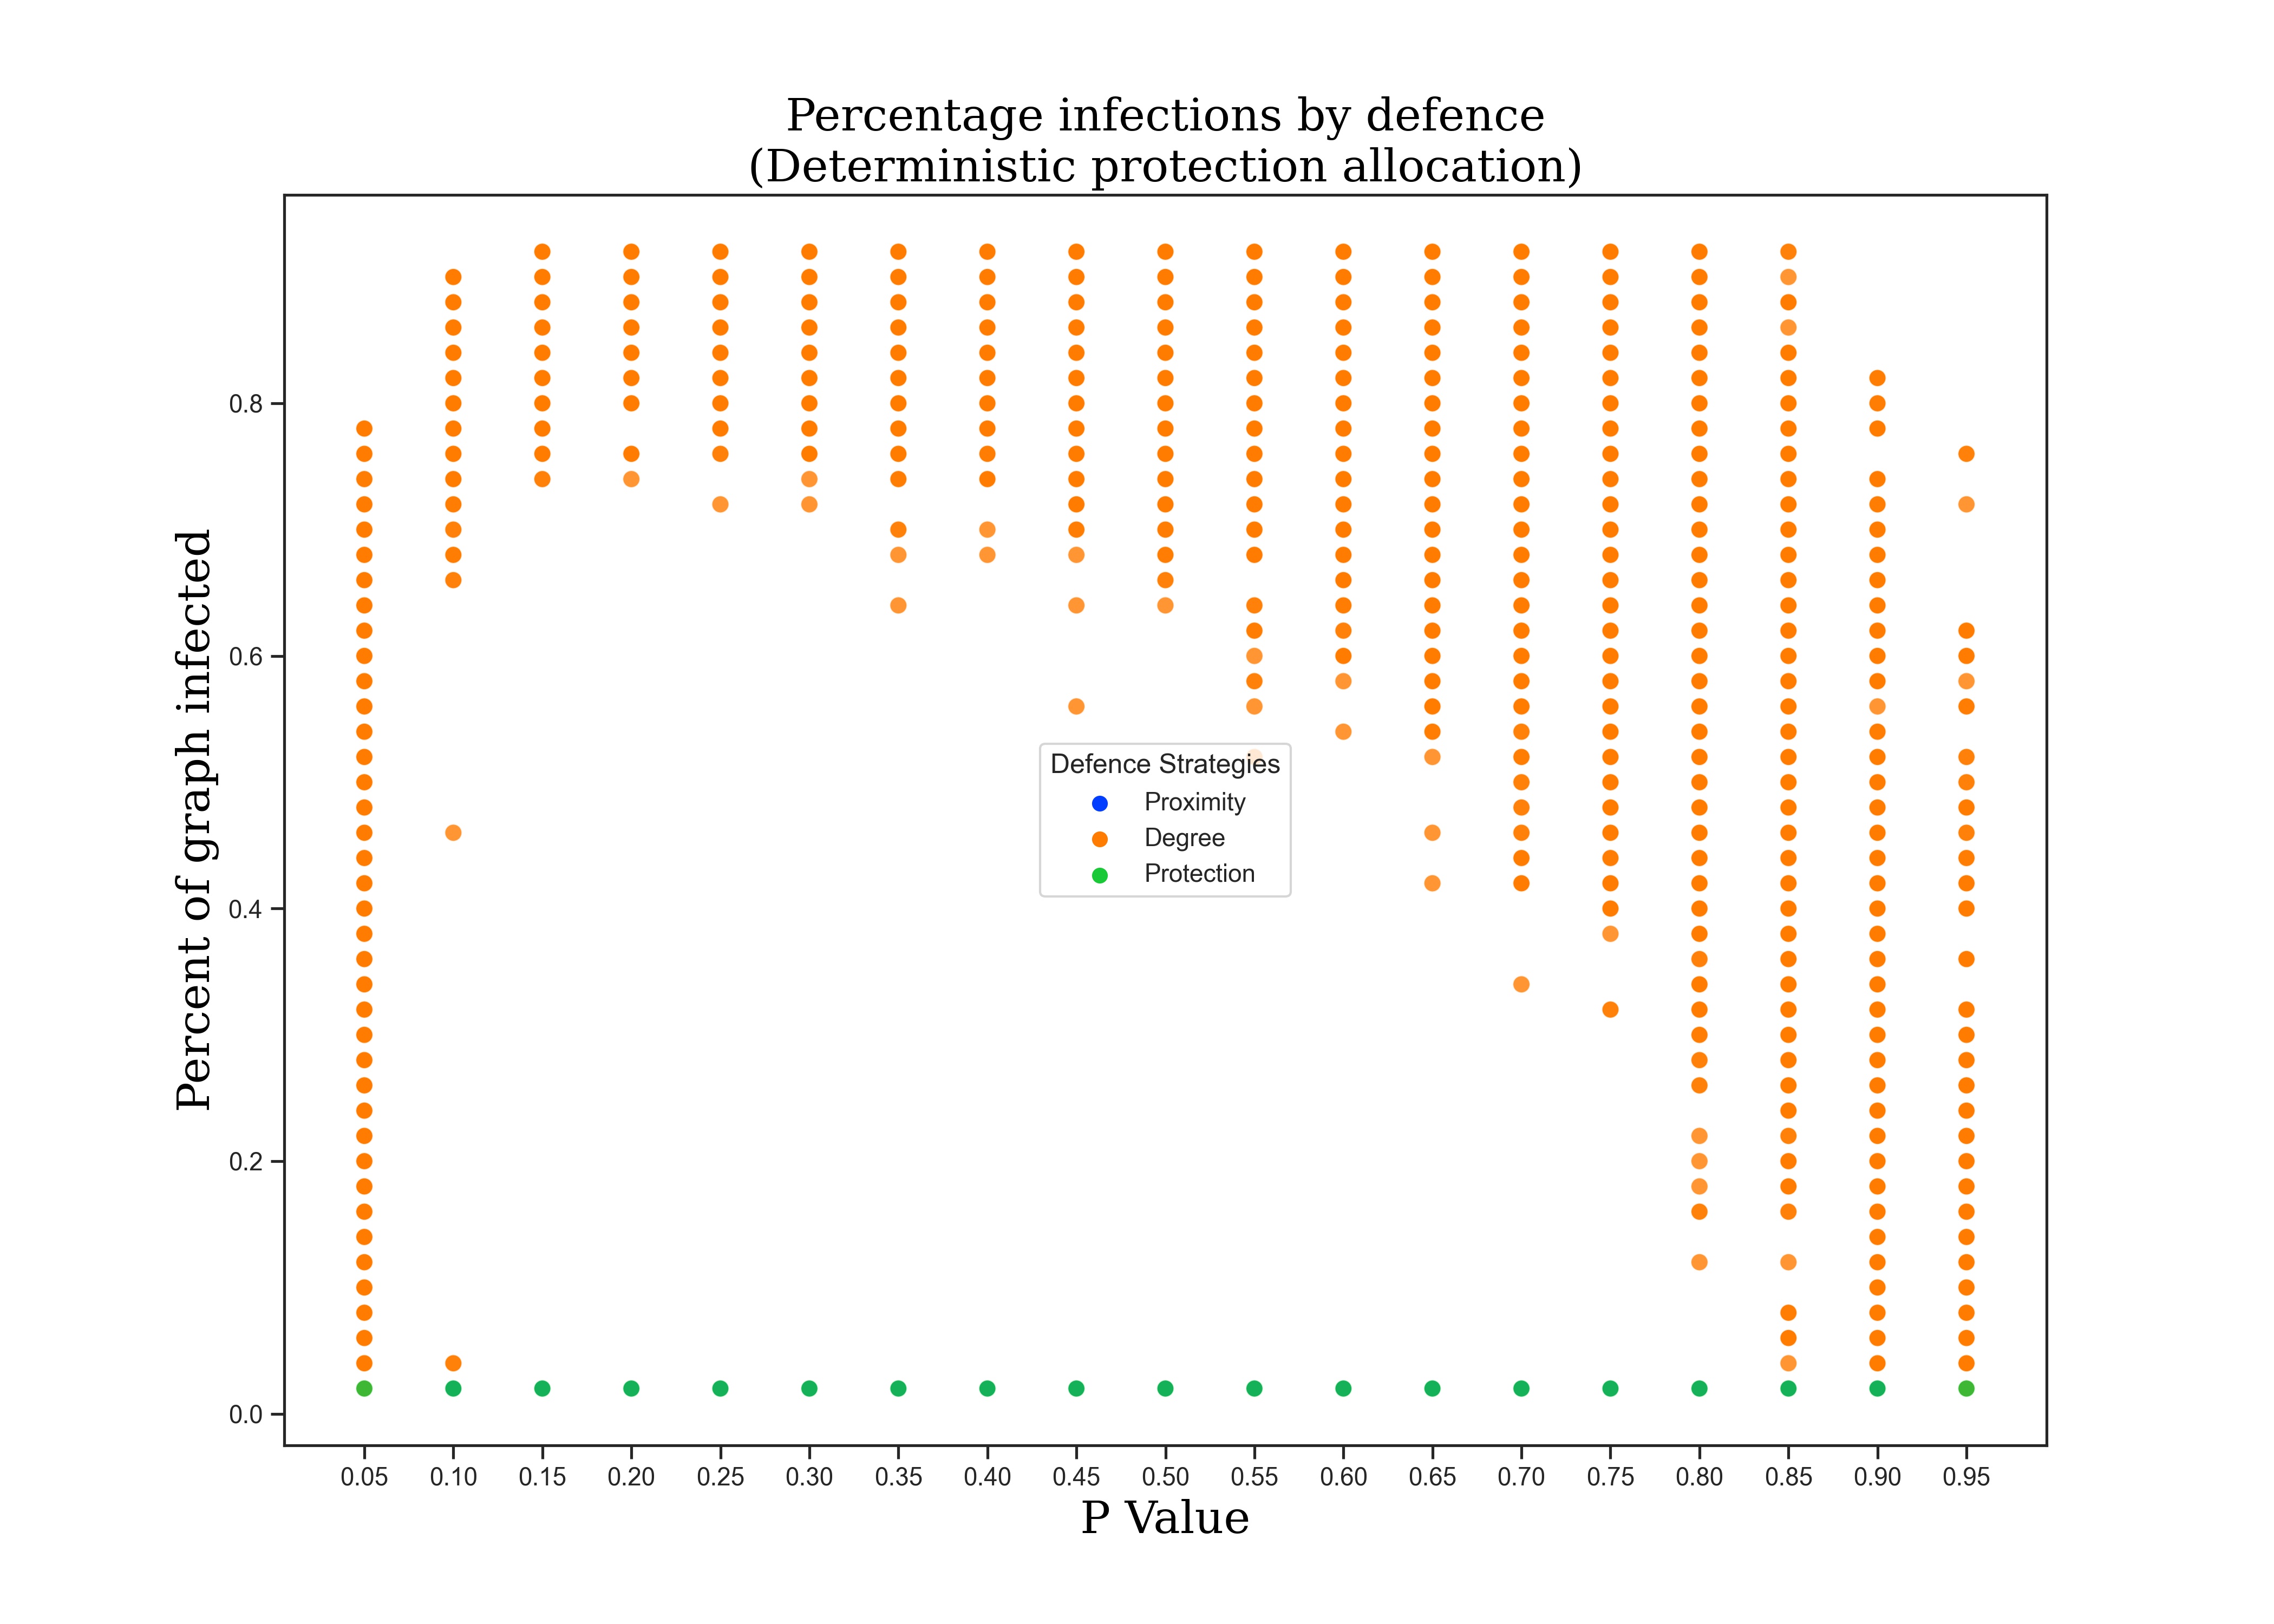 Percentage infections by defence
(Deterministic protection allocation)
Percent of graph infected
0.8
0.6
0.4
0.2
0.0
Defence Strategies
Proximity
Degree
Protection
0.05 0.10 0.15 0.20 0.25 0.30 0.35 0.40 0.45 0.50 0.55 0.60 0.65 0.70 0.75 0.80 0.85 0.90 0.95
P Value